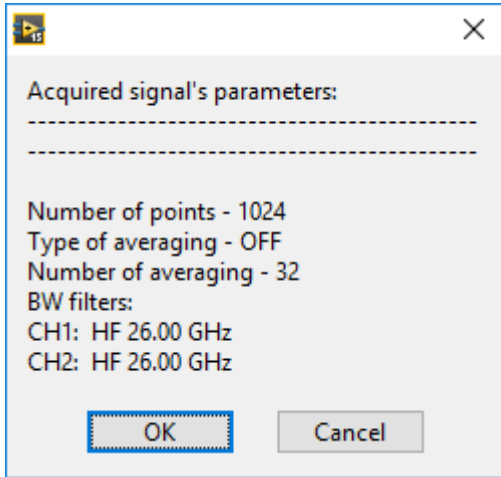 Acquired signal's parameters:
---------------------------------------------
---------------------------------------------
Number of points - 1024
Type of averaging - OFF
Number of averaging - 32
BW filters:
CH1:  HF 26.00 GHz
CH2:  HF 26.00 GHz
OK
Cancel